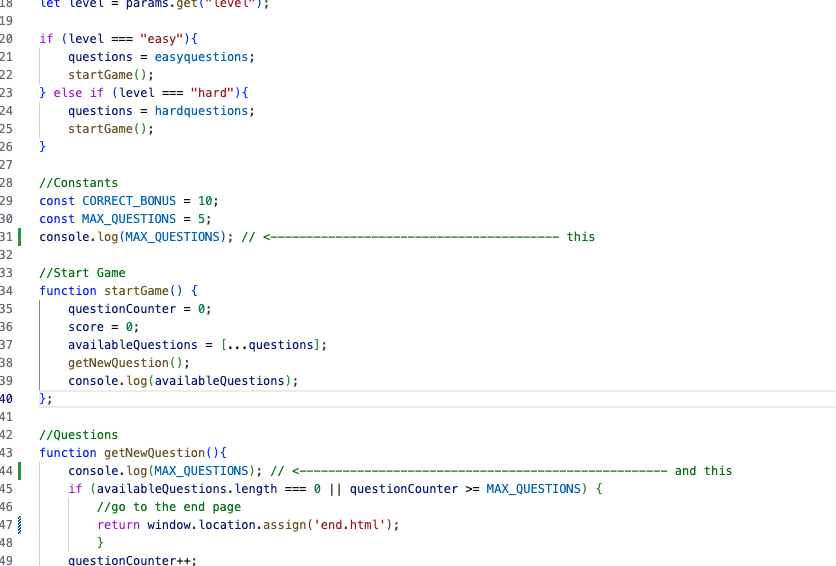 18 let level = params.get("level");
19
20 if (level === "easy"){
21     questions = easyquestions;
22     startGame();
23 } else if (level === "hard"){
24     questions = hardquestions;
25     startGame();
26 }
27
28 //Constants
29 const CORRECT_BONUS = 10;
30 const MAX_QUESTIONS = 5;
31 console.log(MAX_QUESTIONS); // <---------------------------------------- this
32
33 //Start Game
34 function startGame() {
35     questionCounter = 0;
36     score = 0;
37     availableQuestions = [...questions];
38     getNewQuestion();
39     console.log(availableQuestions);
40 };
41
42 //Questions
43 function getNewQuestion(){
44     console.log(MAX_QUESTIONS); // <--------------------------------------------------- and this
45     if (availableQuestions.length === 0 || questionCounter >= MAX_QUESTIONS) {
46         //go to the end page
47         return window.location.assign('end.html');
48         }
49     questionCounter++;